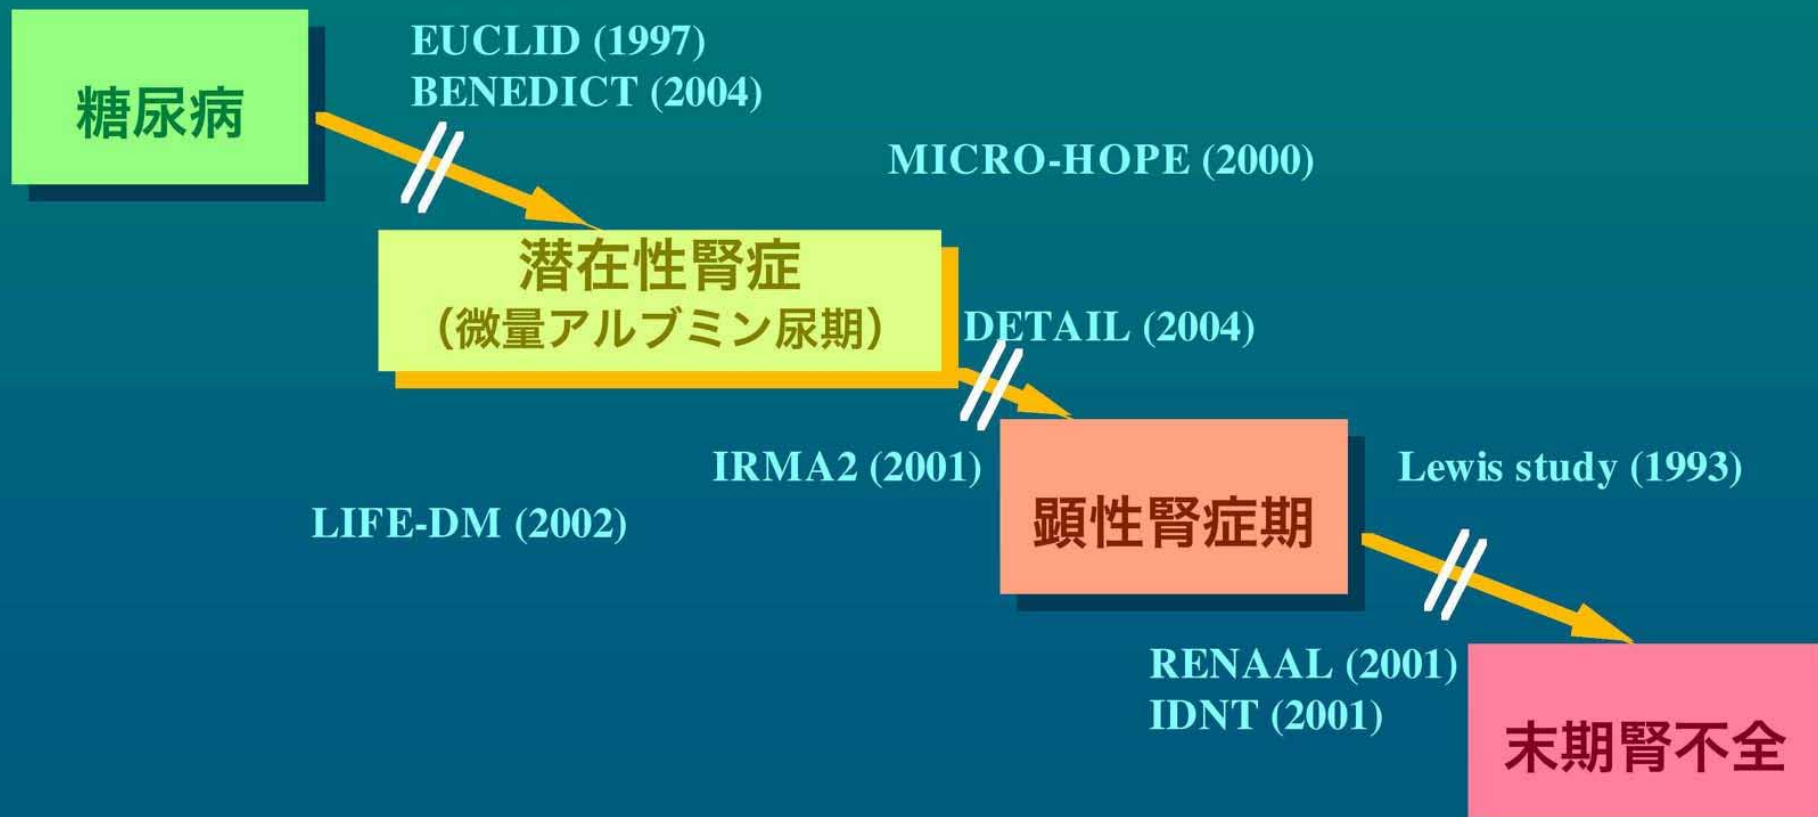 EUCLID (1997)
BENEDICT (2004)
糖尿病
MICRO-HOPE (2000)
潜在性腎症
（微量アルブミン尿期）
DETAIL (2004)
IRMA2 (2001)
Lewis study (1993)
LIFE-DM (2002)
顕性腎症期
RENAAL (2001)
IDNT (2001)
末期腎不全